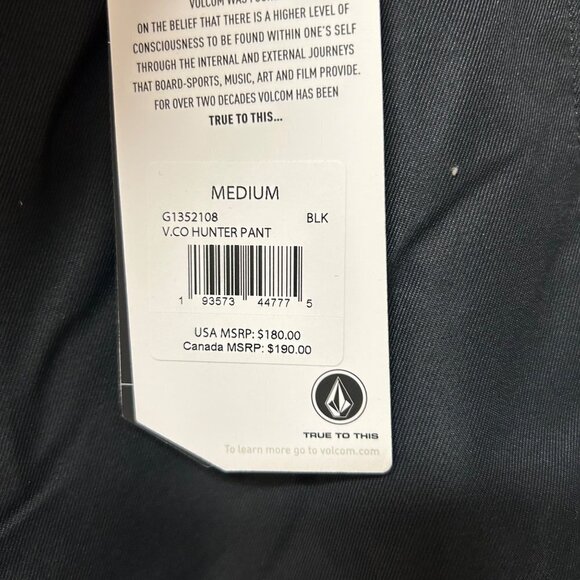 VOLCOM WAS
ON THE BELIEF THAT THERE IS A HIGHER LEVEL OF
CONSCIOUSNESS TO BE FOUND WITHIN ONE'S SELF
THROUGH THE INTERNAL AND EXTERNAL JOURNEYS
THAT BOARD-SPORTS, MUSIC, ART AND FILM PROVIDE.
FOR OVER TWO DECADES VOLCOM HAS BEEN
TRUE TO THIS...
MEDIUM
G1352108 BLK
V.CO HUNTER PANT
1 93573 44777 5
USA MSRP: $180.00
Canada MSRP: $190.00
TRUE TO THIS
To learn more go to volcom.com